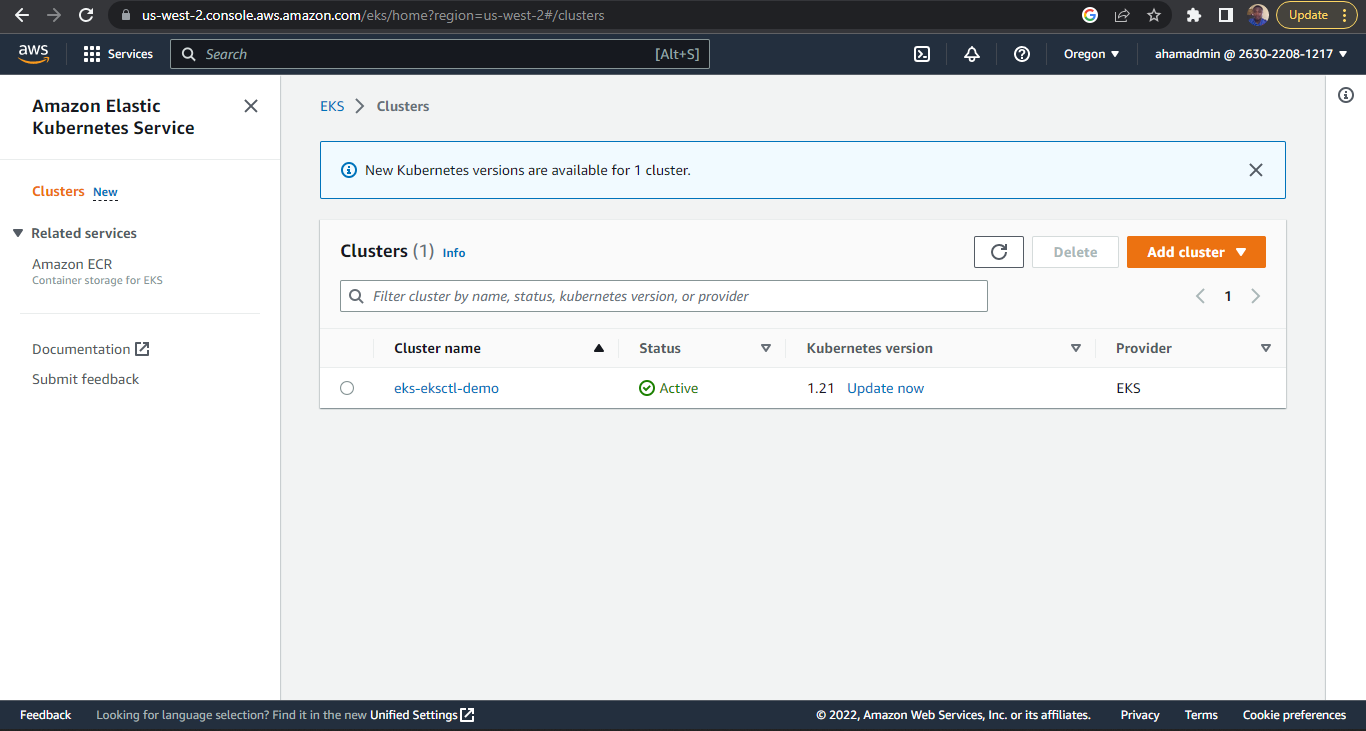 us-west-2.console.aws.amazon.com/eks/home?region=us-west-2#/clusters
Update
aws
Services
Search
[Alt+S]
Oregon
ahamadmin @ 2630-2208-1217
Amazon Elastic
Kubernetes Service
Clusters New
Related services
Amazon ECR
Container storage for EKS
Documentation
Submit feedback
EKS
Clusters
New Kubernetes versions are available for 1 cluster.
Clusters (1) Info
Delete
Add cluster
Filter cluster by name, status, kubernetes version, or provider
1
Cluster name
Status
Kubernetes version
Provider
eks-eksctl-demo
Active
1.21 Update now
EKS
Feedback
Looking for language selection? Find it in the new Unified Settings
© 2022, Amazon Web Services, Inc. or its affiliates.
Privacy
Terms
Cookie preferences